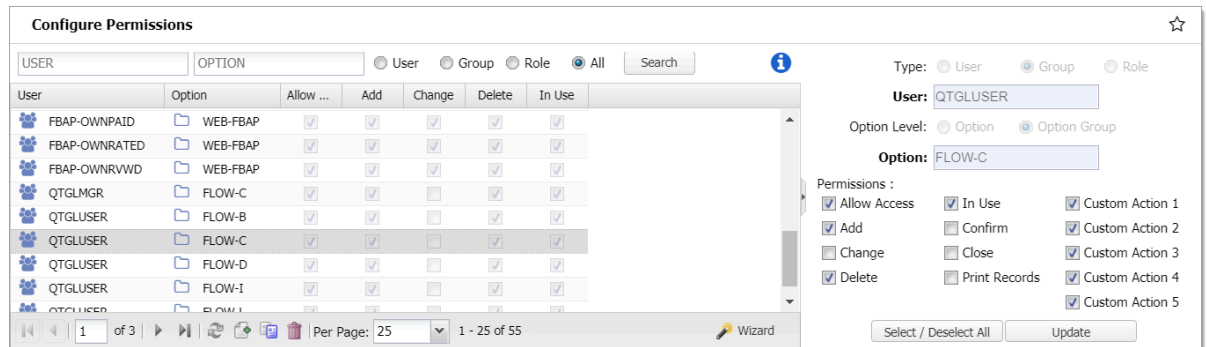 Configure Permissions
USER OPTION User Group Role All Search
User Option Allow ... Add Change Delete In Use
FBAP-OWNPAID WEB-FBAP
FBAP-OWNRATED WEB-FBAP
FBAP-OWNRVWD WEB-FBAP
QTGLMGR FLOW-C
QTGLUSER FLOW-B
QTGLUSER FLOW-C
QTGLUSER FLOW-D
QTGLUSER FLOW-I
1 of 3 Per Page: 25 1 - 25 of 55 Wizard
Type: User Group Role
User: QTGLUSER
Option Level: Option Option Group
Option: FLOW-C
Permissions :
Allow Access In Use Custom Action 1
Add Confirm Custom Action 2
Change Close Custom Action 3
Delete Print Records Custom Action 4
Custom Action 5
Select / Deselect All Update